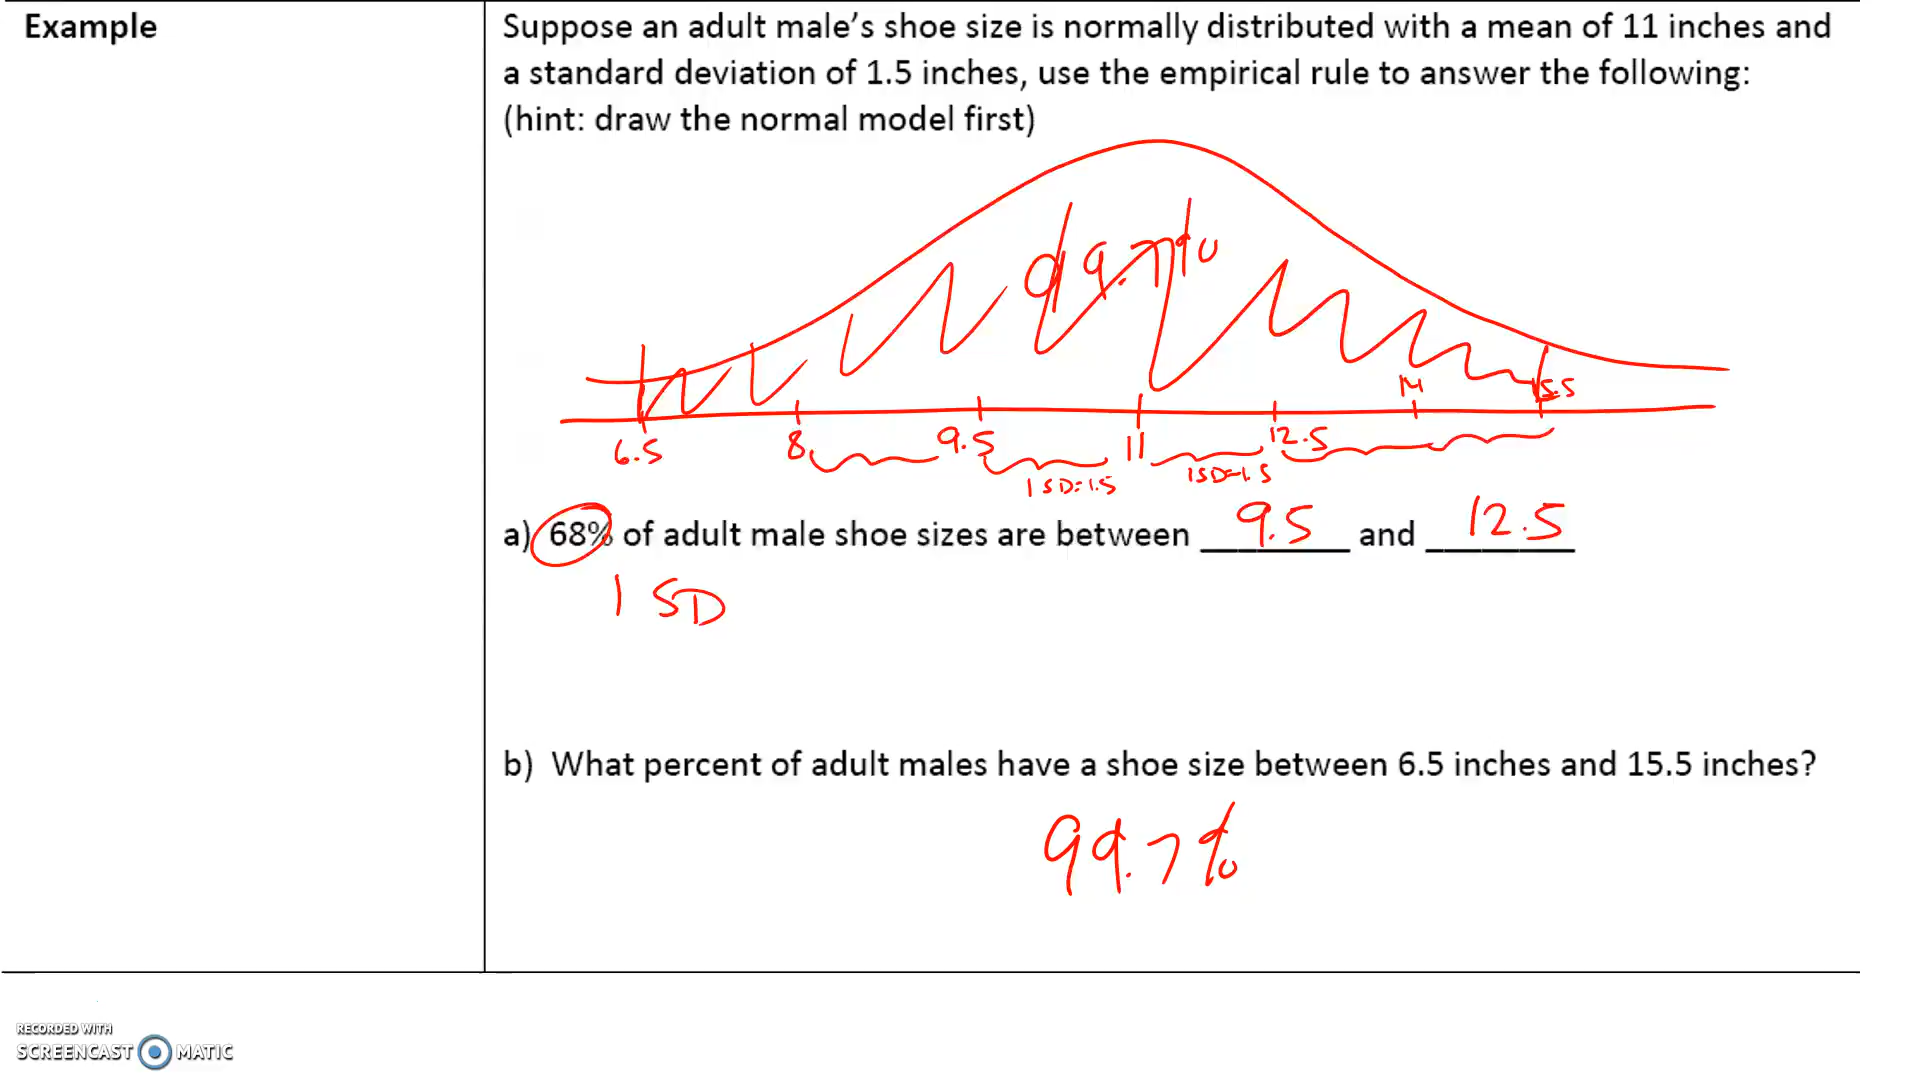 Example
Suppose an adult male’s shoe size is normally distributed with a mean of 11 inches and
a standard deviation of 1.5 inches, use the empirical rule to answer the following:
(hint: draw the normal model first)
99.7%
14
15.5
6.5
8
9.5
11
12.5
1 SD=1.5
1SD=1.5
a) 68% of adult male shoe sizes are between 9.5 and 12.5
1 SD
b) What percent of adult males have a shoe size between 6.5 inches and 15.5 inches?
99.7%
RECORDED WITH
SCREENCAST MATIC